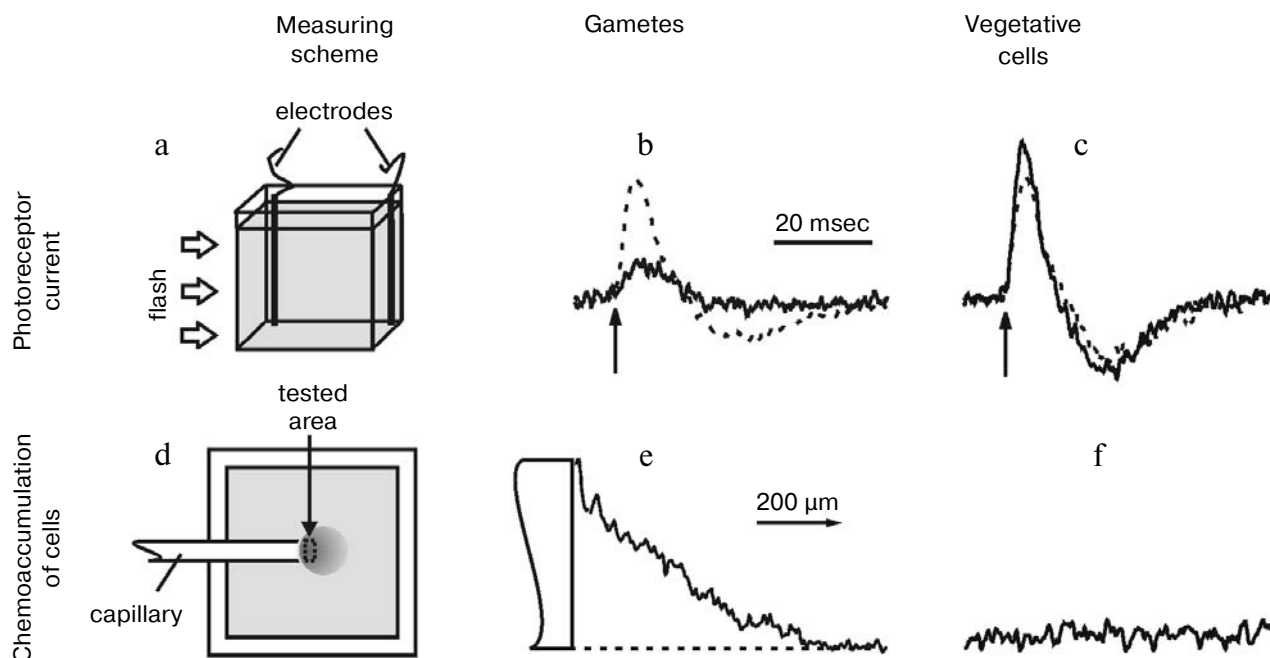 Measuring
scheme
Gametes
Vegetative
cells
electrodes
a
b
c
Photoreceptor
current
flash
20 msec
tested
area
d
e
f
Chemoaccumulation
of cells
200 µm
capillary